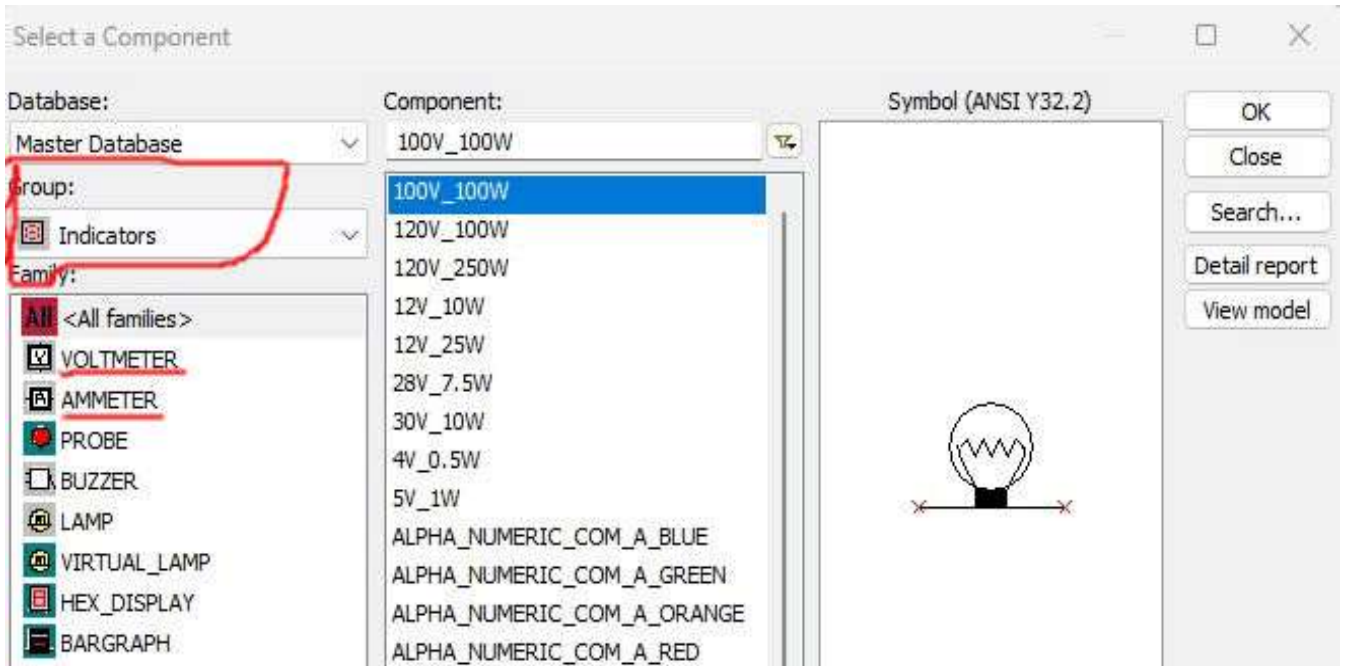 Select a Component
Database:
Master Database
Group:
Indicators
Family:
All <All families>
VOLTMETER
AMMETER
PROBE
BUZZER
LAMP
VIRTUAL_LAMP
HEX_DISPLAY
BARGRAPH
Component:
100V_100W
100V_100W
120V_100W
120V_250W
12V_10W
12V_25W
28V_7.5W
30V_10W
4V_0.5W
5V_1W
ALPHA_NUMERIC_COM_A_BLUE
ALPHA_NUMERIC_COM_A_GREEN
ALPHA_NUMERIC_COM_A_ORANGE
ALPHA_NUMERIC_COM_A_RED
Symbol (ANSI Y32.2)
OK
Close
Search...
Detail report
View model